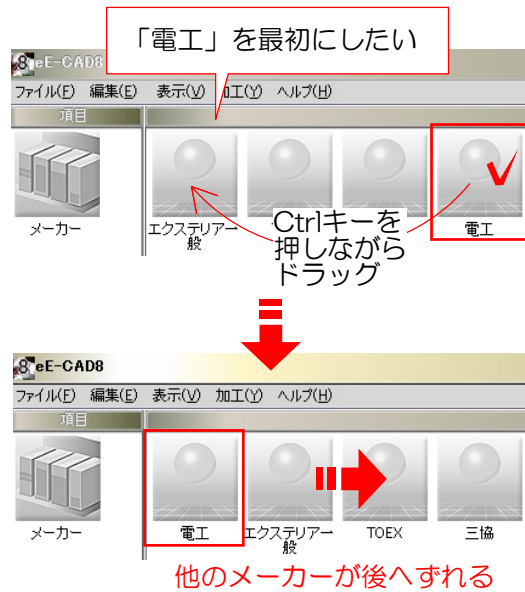 「電工」を最初にしたい
eE-CAD8
ファイル(F) 編集(E) 表示(V) 加工(Y) ヘルプ(H)
項目
メーカー
エクステリアー
般
電工
Ctrlキーを
押しながら
ドラッグ
eE-CAD8
ファイル(F) 編集(E) 表示(V) 加工(Y) ヘルプ(H)
項目
メーカー
電工
エクステリアー
般
TOEX
三協
他のメーカーが後へずれる